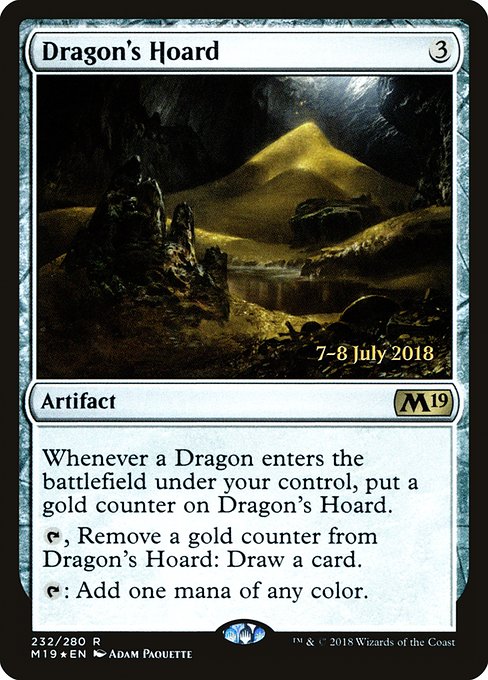 Dragon's Hoard 3
7–8 July 2018
Artifact M19
Whenever a Dragon enters the
battlefield under your control, put a
gold counter on Dragon's Hoard.
, Remove a gold counter from
Dragon's Hoard: Draw a card.
: Add one mana of any color.
232/280 R
M19★EN Adam Paquette
™ & © 2018 Wizards of the Coast